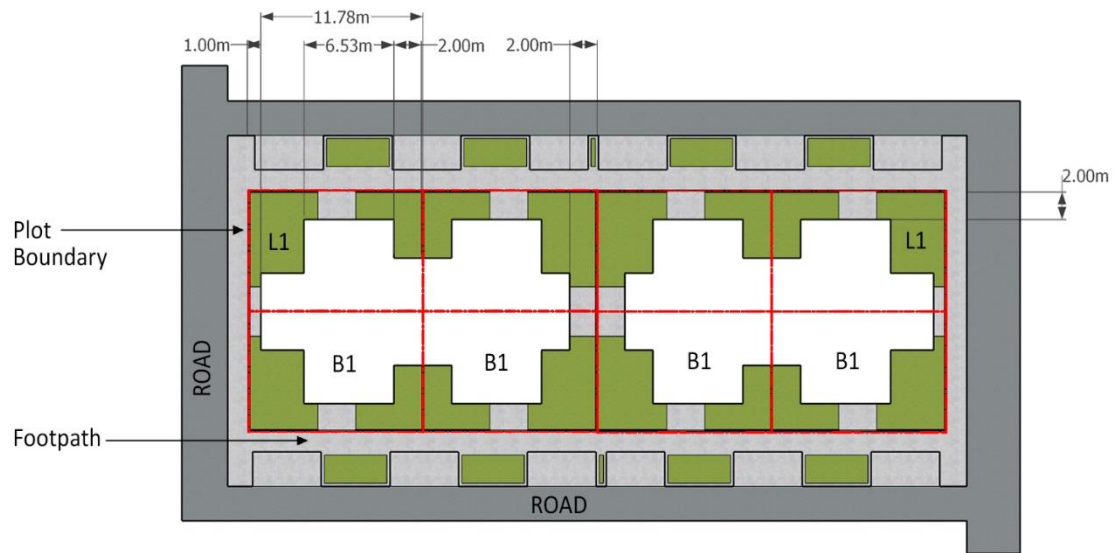 11.78m
1.00m
6.53m
2.00m
2.00m
2.00m
Plot
Boundary
L1
L1
B1
B1
B1
B1
ROAD
Footpath
ROAD